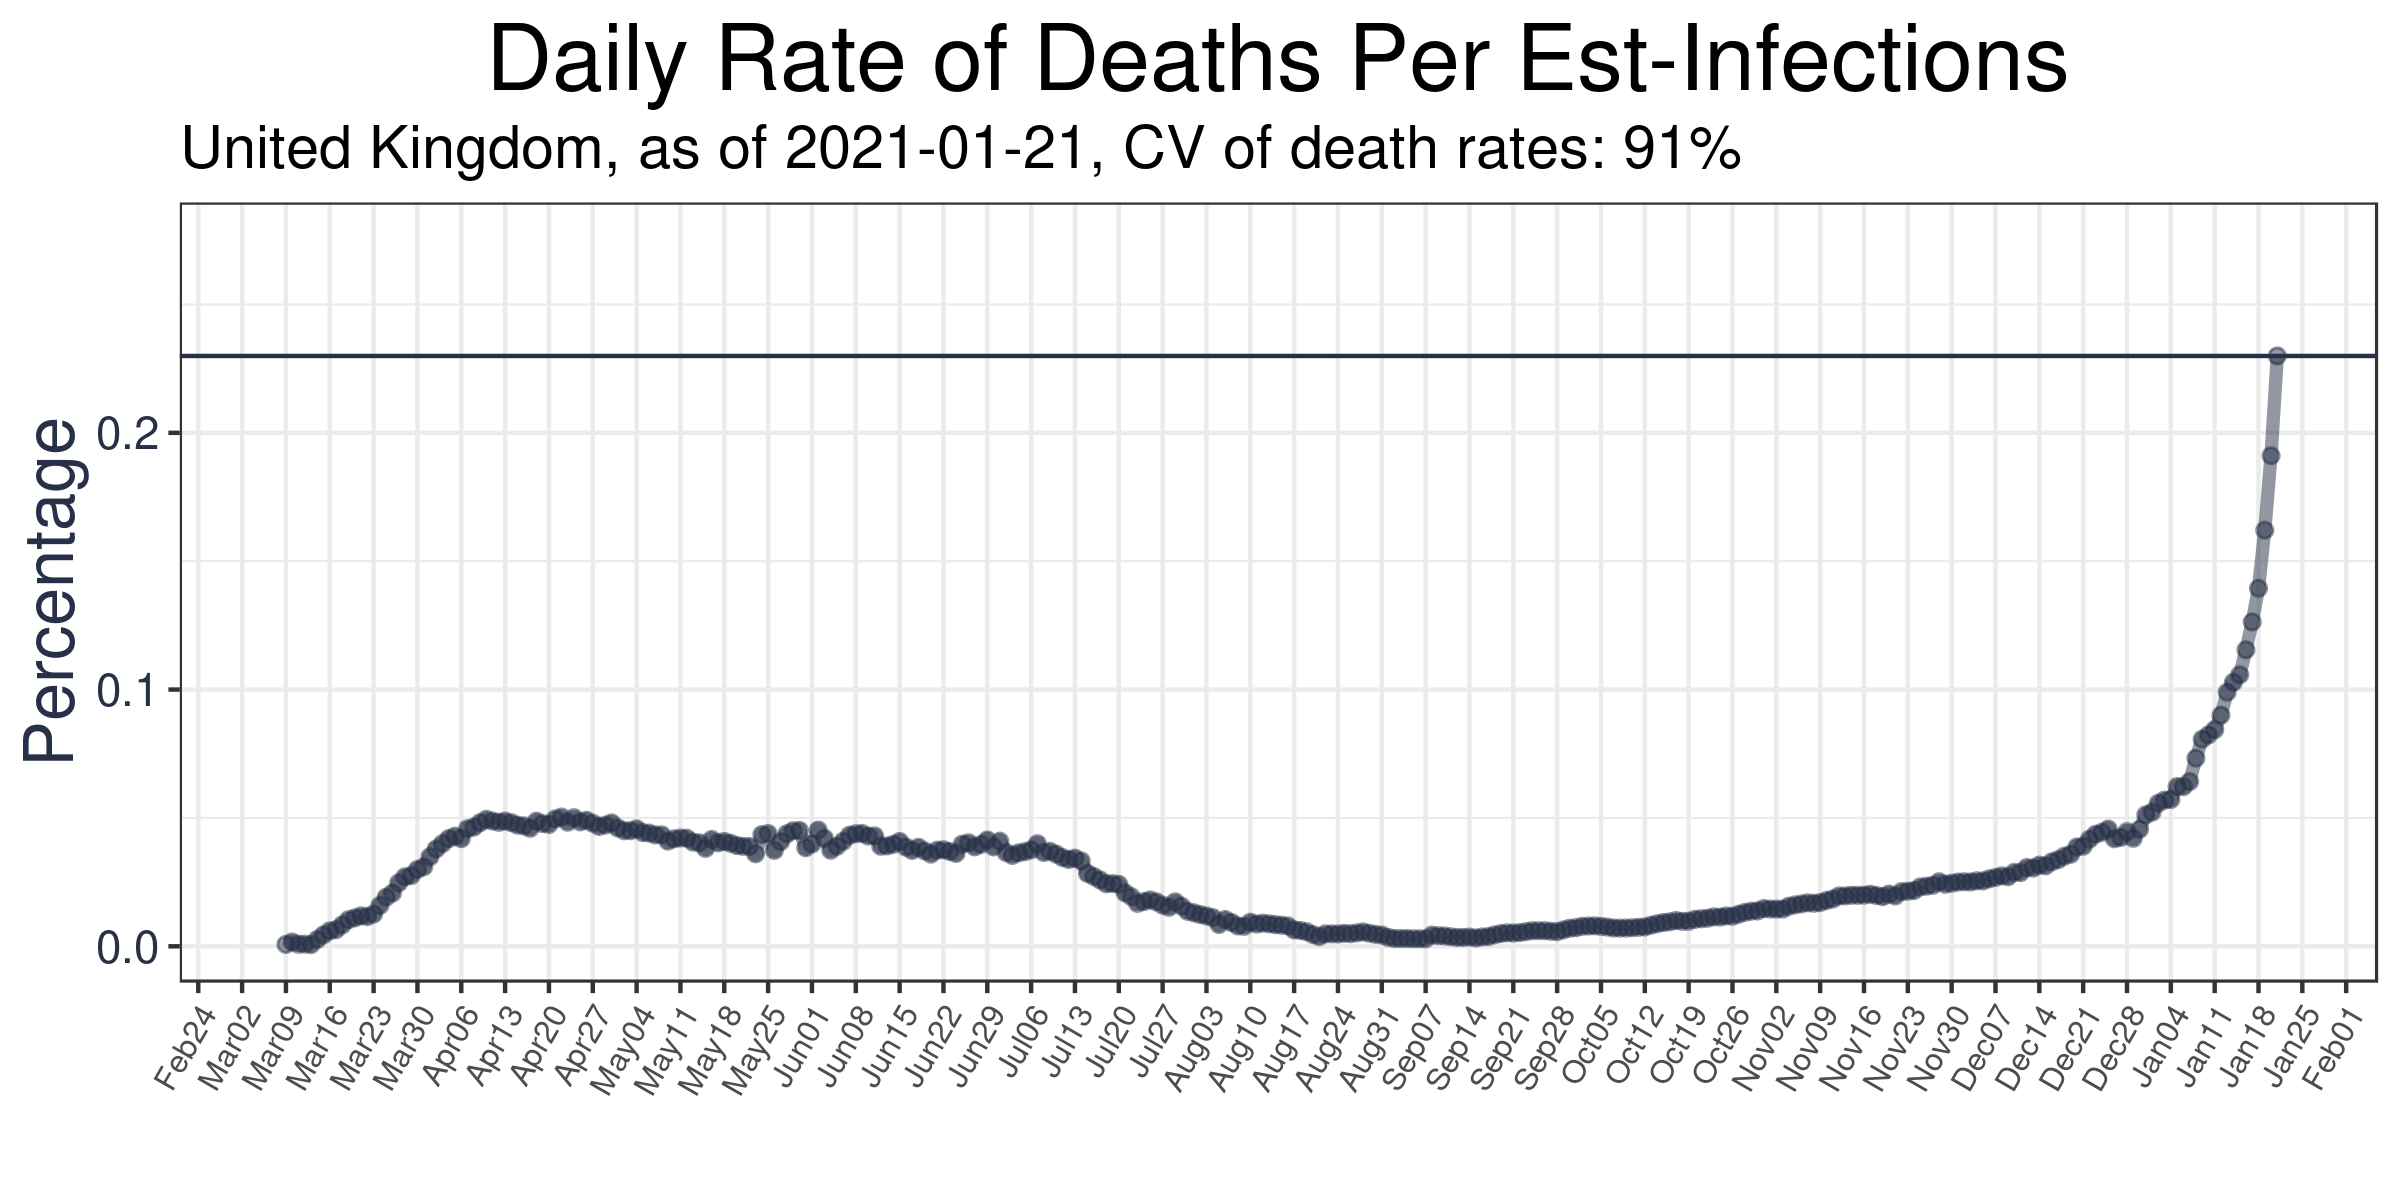 Daily Rate of Deaths Per Est-Infections
United Kingdom, as of 2021-01-21, CV of death rates: 91%
Percentage
0.2
0.1
0.0
Feb24
Mar02
Mar09
Mar16
Mar23
Mar30
Apr06
Apr13
Apr20
Apr27
May04
May11
May18
May25
Jun01
Jun08
Jun15
Jun22
Jun29
Jul06
Jul13
Jul20
Jul27
Aug03
Aug10
Aug17
Aug24
Aug31
Sep07
Sep14
Sep21
Sep28
Oct05
Oct12
Oct19
Oct26
Nov02
Nov09
Nov16
Nov23
Nov30
Dec07
Dec14
Dec21
Dec28
Jan04
Jan11
Jan18
Jan25
Feb01